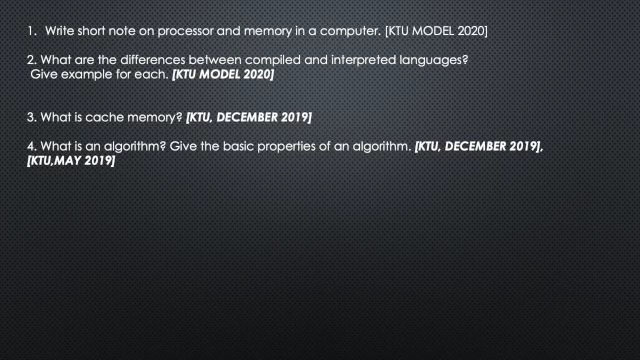 1. Write short note on processor and memory in a computer. [KTU MODEL 2020]
2. What are the differences between compiled and interpreted languages?
Give example for each. [KTU MODEL 2020]
3. What is cache memory? [KTU, DECEMBER 2019]
4. What is an algorithm? Give the basic properties of an algorithm. [KTU, DECEMBER 2019],
[KTU,MAY 2019]